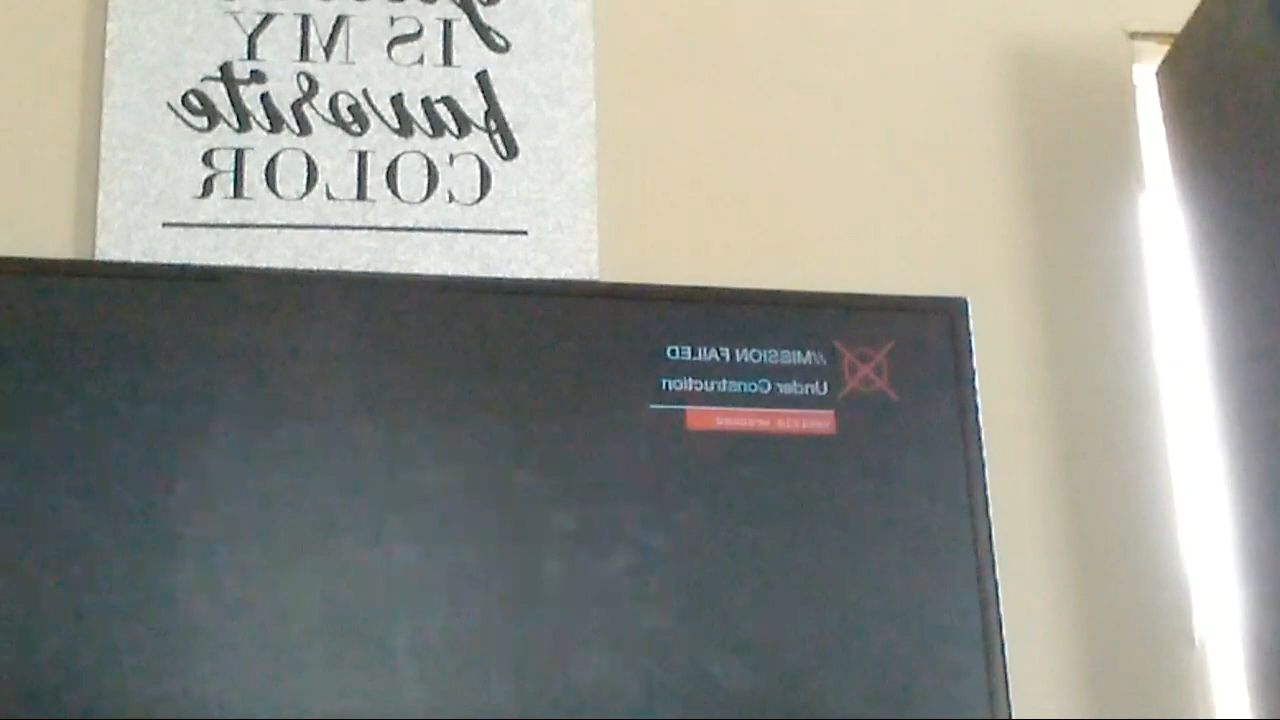 IS MY
favorite
COLOR
//MISSION FAILED
Under Construction